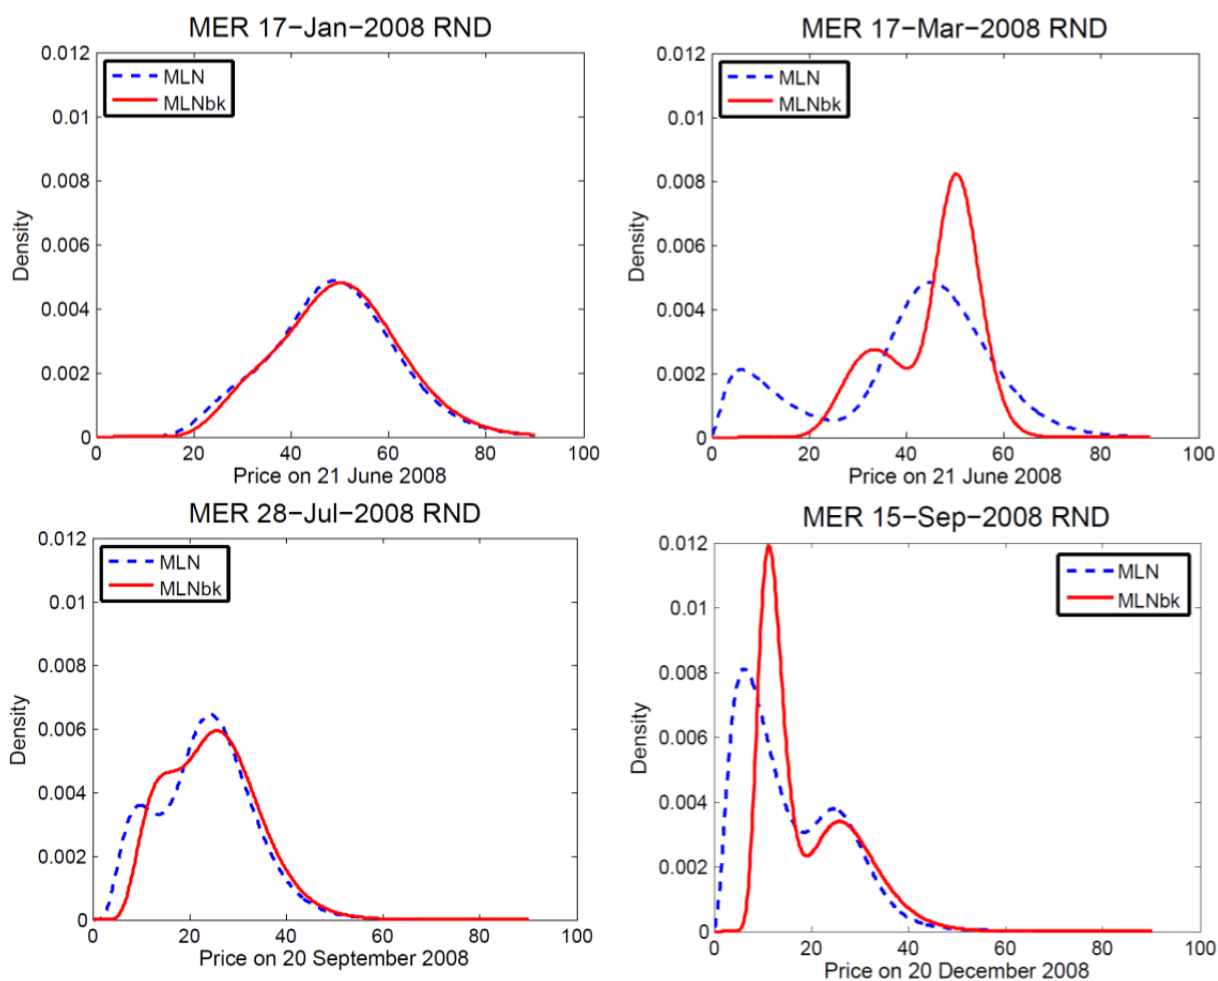 MER 17−Jan−2008 RND
0.012
0.01
0.008
0.006
0.004
0.002
0
Density
MLN
MLNbk
0 20 40 60 80 100
Price on 21 June 2008
MER 17−Mar−2008 RND
0.012
0.01
0.008
0.006
0.004
0.002
0
Density
MLN
MLNbk
0 20 40 60 80 100
Price on 21 June 2008
MER 28−Jul−2008 RND
0.012
0.01
0.008
0.006
0.004
0.002
0
Density
MLN
MLNbk
0 20 40 60 80 100
Price on 20 September 2008
MER 15−Sep−2008 RND
0.012
0.01
0.008
0.006
0.004
0.002
0
Density
MLN
MLNbk
0 20 40 60 80 100
Price on 20 December 2008